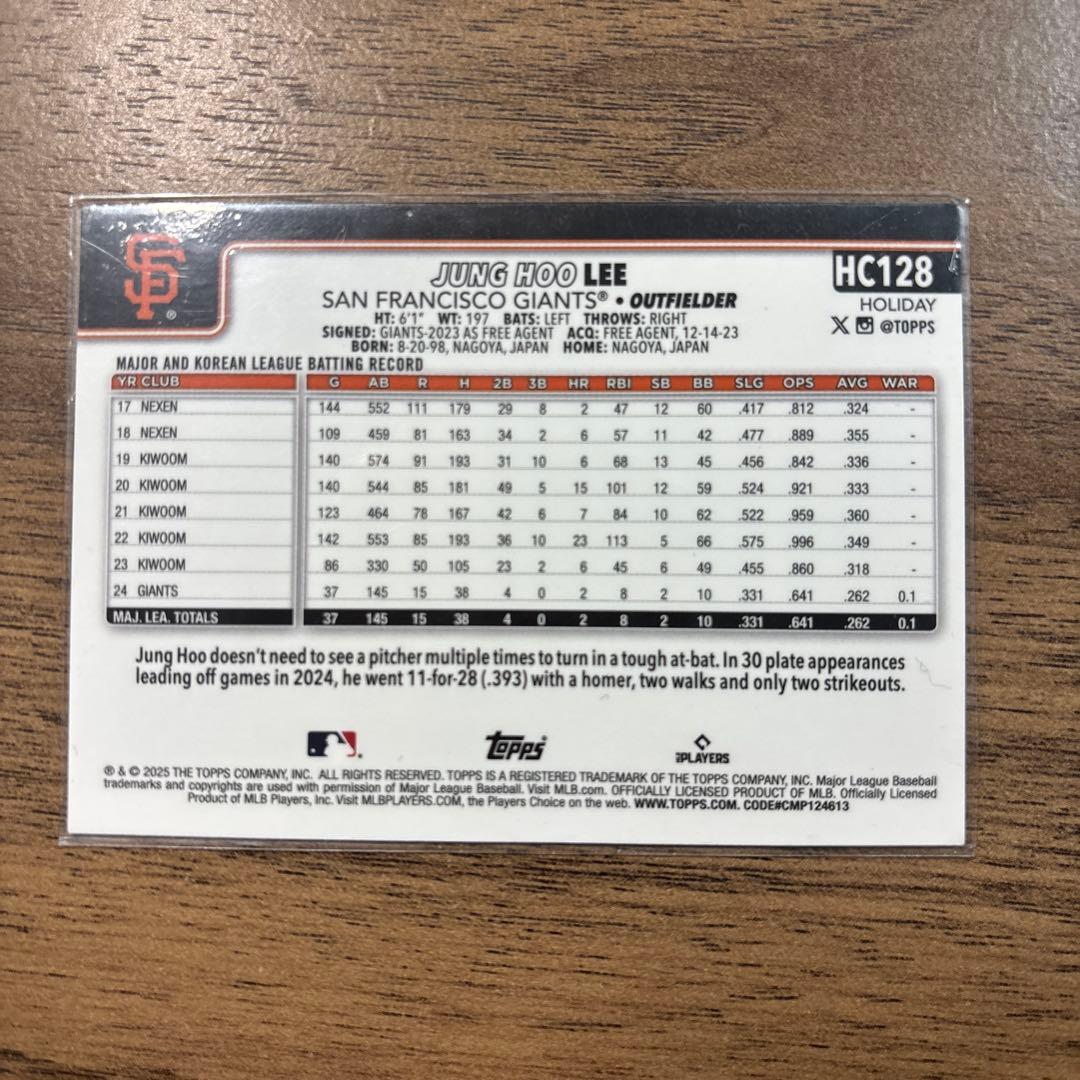 SF
®
JUNG HOO LEE
HC128
SAN FRANCISCO GIANTS® • OUTFIELDER
HOLIDAY
HT: 6'1" WT: 197 BATS: LEFT THROWS: RIGHT
@TOPPS
SIGNED: GIANTS-2023 AS FREE AGENT ACQ: FREE AGENT, 12-14-23
BORN: 8-20-98, NAGOYA, JAPAN HOME: NAGOYA, JAPAN
MAJOR AND KOREAN LEAGUE BATTING RECORD
YR CLUB G AB R H 2B 3B HR RBI SB BB SLG OPS AVG WAR
17 NEXEN 144 552 111 179 29 8 2 47 12 60 .417 .812 .324 -
18 NEXEN 109 459 81 163 34 2 6 57 11 42 .477 .889 .355 -
19 KIWOOM 140 574 91 193 31 10 6 68 13 45 .456 .842 .336 -
20 KIWOOM 140 544 85 181 49 5 15 101 12 59 .524 .921 .333 -
21 KIWOOM 123 464 78 167 42 6 7 84 10 62 .522 .959 .360 -
22 KIWOOM 142 553 85 193 36 10 23 113 5 66 .575 .996 .349 -
23 KIWOOM 86 330 50 105 23 2 6 45 6 49 .455 .860 .318 -
24 GIANTS 37 145 15 38 4 0 2 8 2 10 .331 .641 .262 0.1
MAJ. LEA. TOTALS 37 145 15 38 4 0 2 8 2 10 .331 .641 .262 0.1
Jung Hoo doesn't need to see a pitcher multiple times to turn in a tough at-bat. In 30 plate appearances
leading off games in 2024, he went 11-for-28 (.393) with a homer, two walks and only two strikeouts.
Topps®
PLAYERS
® & © 2025 THE TOPPS COMPANY, INC. ALL RIGHTS RESERVED. TOPPS IS A REGISTERED TRADEMARK OF THE TOPPS COMPANY, INC. Major League Baseball
trademarks and copyrights are used with permission of Major League Baseball. Visit MLB.com. OFFICIALLY LICENSED PRODUCT OF MLB. Officially Licensed
Product of MLB Players, Inc. Visit MLBPLAYERS.COM, the Players Choice on the web. WWW.TOPPS.COM. CODE#CMP124613